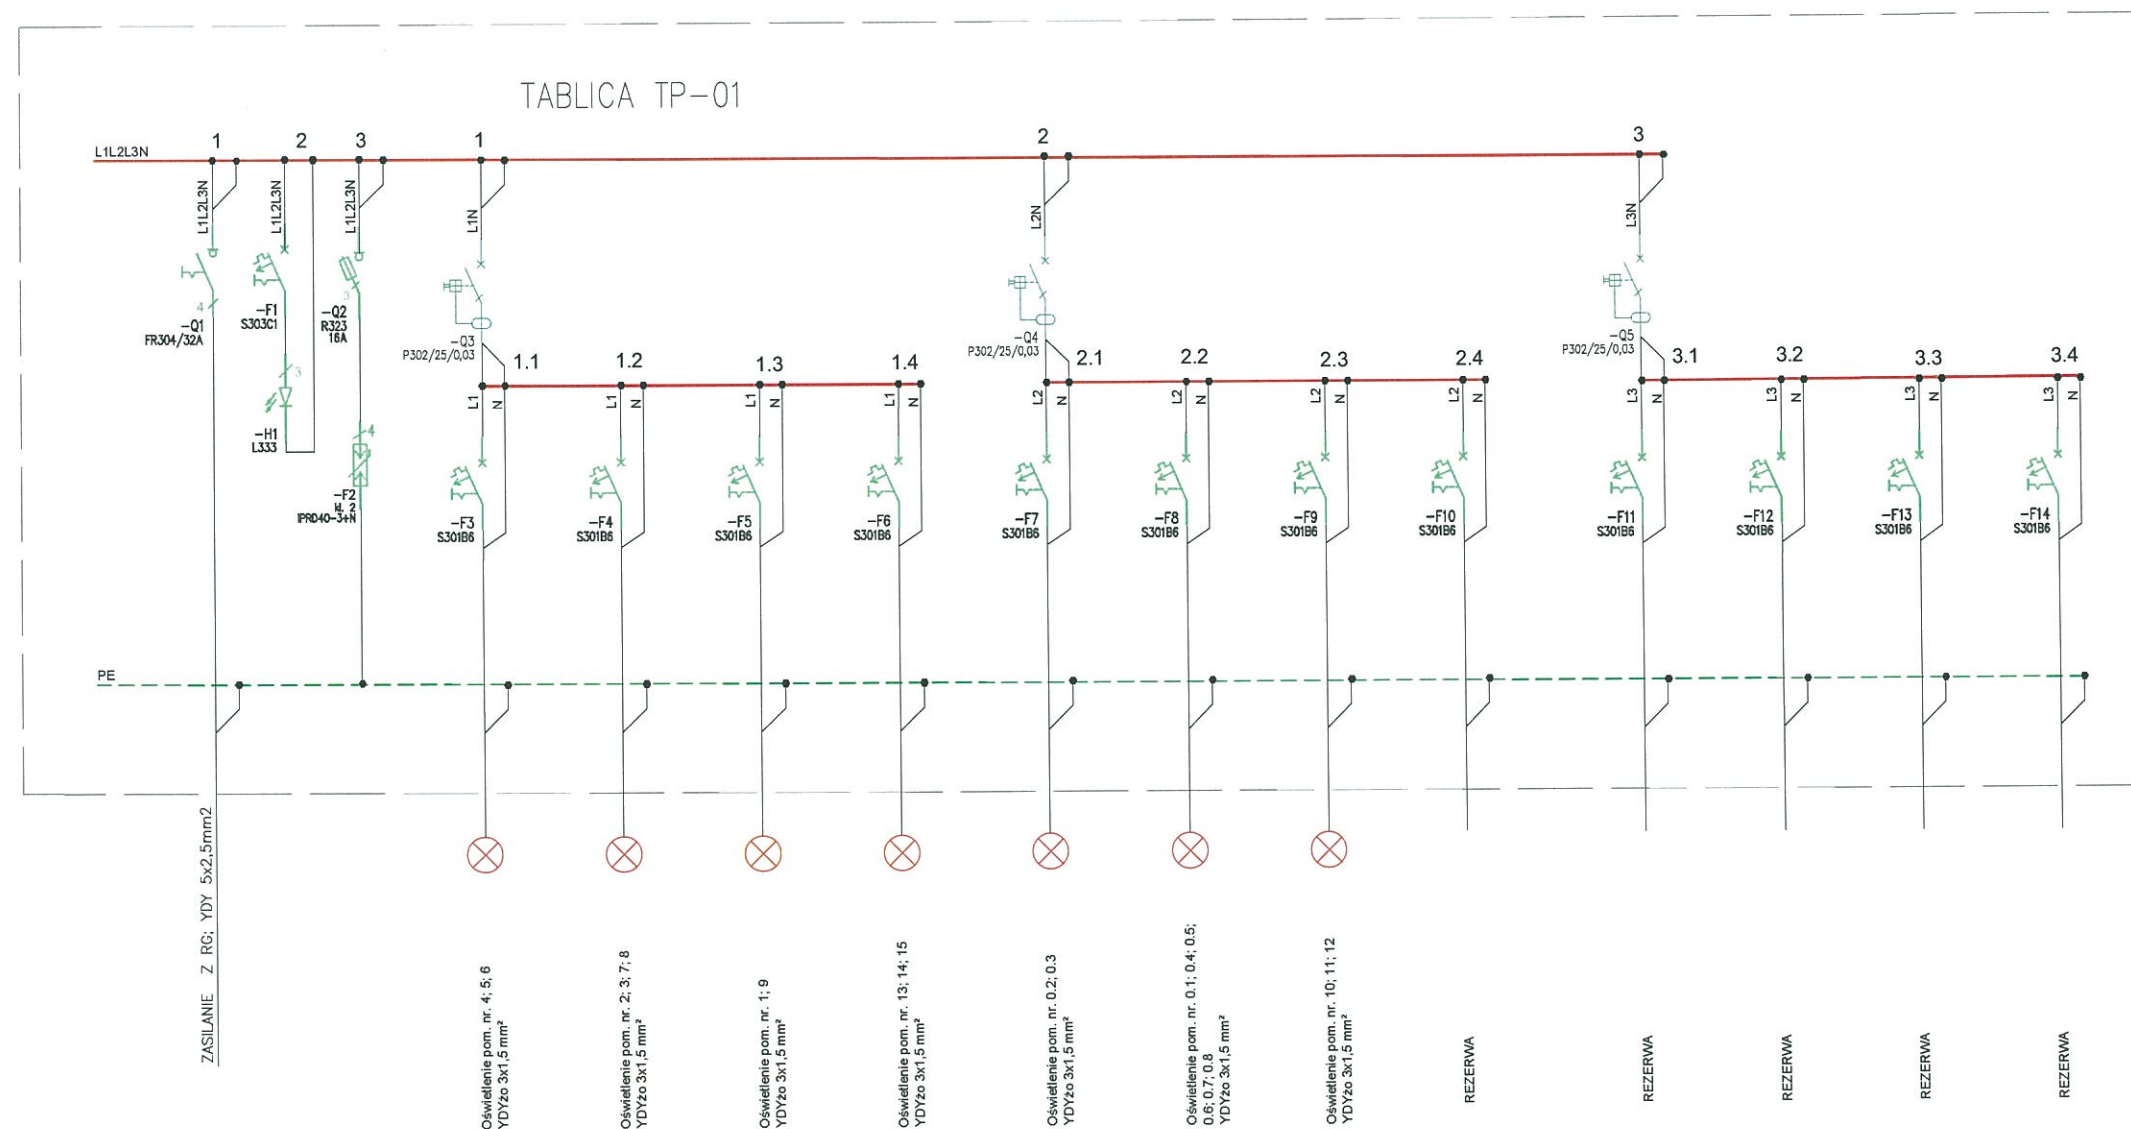 TABLICA TP-01
1
2
3
1
2
3
L1L2L3N
L1L2L3N
L1L2L3N
L1L2L3N
L1N
L2N
L3N
4
-Q1
FR304/32A
-F1
S303C1
3
-H1
L333
3
-Q2
R323
16A
4
-F2
kl. 2
IPRD40-3+N
-Q3
P302/25/0,03
-Q4
P302/25/0,03
-Q5
P302/25/0,03
1.1
1.2
1.3
1.4
2.1
2.2
2.3
2.4
3.1
3.2
3.3
3.4
L1
N
L1
N
L1
N
L1
N
L2
N
L2
N
L2
N
L2
N
L3
N
L3
N
L3
N
L3
N
-F3
S301B6
-F4
S301B6
-F5
S301B6
-F6
S301B6
-F7
S301B6
-F8
S301B6
-F9
S301B6
-F10
S301B6
-F11
S301B6
-F12
S301B6
-F13
S301B6
-F14
S301B6
PE
ZASILANIE Z RG; YDY 5x2,5mm2
Oświetlenie pom. nr. 4; 5; 6
YDYżo 3x1,5 mm²
Oświetlenie pom. nr. 2; 3; 7; 8
YDYżo 3x1,5 mm²
Oświetlenie pom. nr. 1; 9
YDYżo 3x1,5 mm²
Oświetlenie pom. nr. 13; 14; 15
YDYżo 3x1,5 mm²
Oświetlenie pom. nr. 0.2; 0.3
YDYżo 3x1,5 mm²
Oświetlenie pom. nr. 0.1; 0.4; 0.5;
0.6; 0.7; 0.8
YDYżo 3x1,5 mm²
Oświetlenie pom. nr. 10; 11; 12
YDYżo 3x1,5 mm²
REZERWA
REZERWA
REZERWA
REZERWA
REZERWA